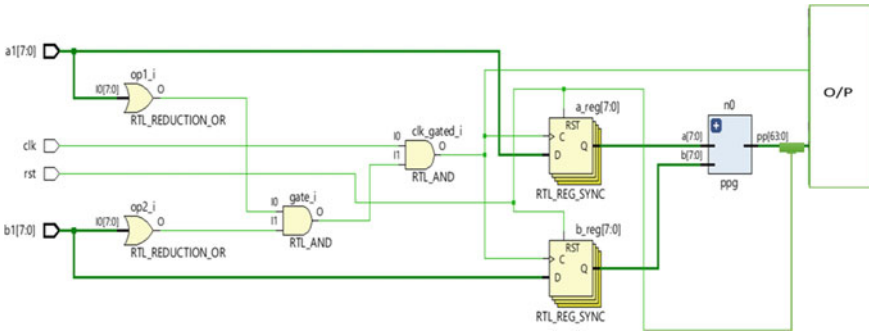 a1[7:0]
op1_i
I0[7:0]
O
RTL_REDUCTION_OR
clk
rst
b1[7:0]
op2_i
I0[7:0]
O
RTL_REDUCTION_OR
gate_i
I0
I1
O
RTL_AND
clk_gated_i
I0
I1
O
RTL_AND
a_reg[7:0]
RST
C
D
Q
RTL_REG_SYNC
b_reg[7:0]
RST
C
D
Q
RTL_REG_SYNC
n0
+
a[7:0]
b[7:0]
pp[63:0]
ppg
O/P